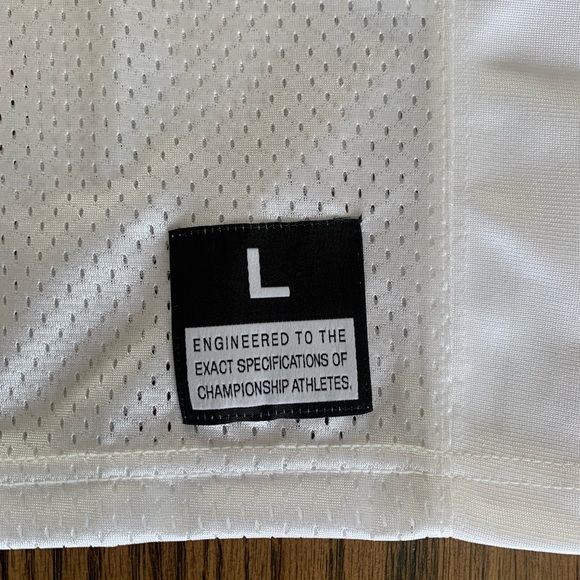 L
ENGINEERED TO THE
EXACT SPECIFICATIONS OF
CHAMPIONSHIP ATHLETES.